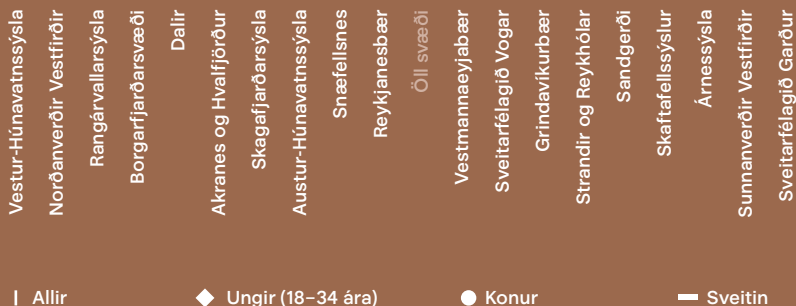 Vestur-Húnavatnssýsla
Norðanverðir Vestfirðir
Rangárvallarsýsla
Borgarfjarðarsvæði
Dalir
Akranes og Hvalfjörður
Skagafjarðarsýsla
Austur-Húnavatnssýsla
Snæfellsnes
Reykjanesbær
Öll svæði
Vestmannaeyjabær
Sveitarfélagið Vogar
Grindavíkurbær
Strandir og Reykhólar
Sandgerði
Skaftafellssýslur
Árnessýsla
Sunnanverðir Vestfirðir
Sveitarfélagið Garður
Allir
Ungir (18–34 ára)
Konur
Sveitin